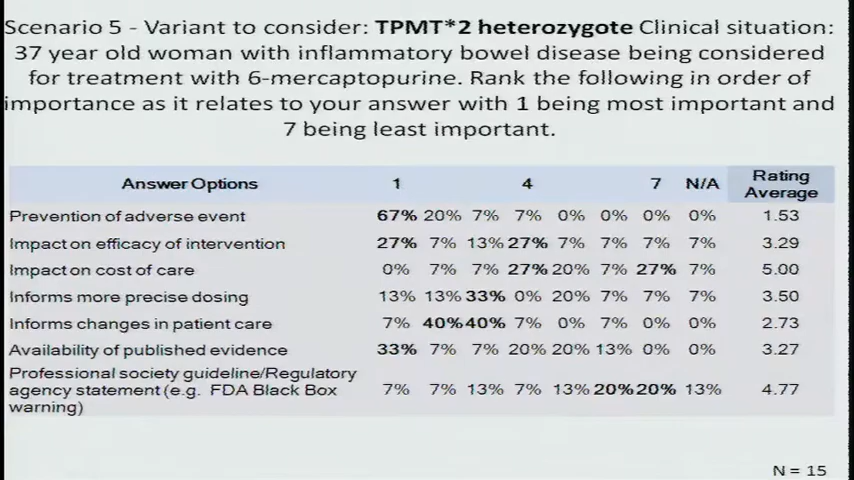 Scenario 5 - Variant to consider: TPMT*2 heterozygote Clinical situation:
37 year old woman with inflammatory bowel disease being considered
for treatment with 6-mercaptopurine. Rank the following in order of
importance as it relates to your answer with 1 being most important and
7 being least important.
Answer Options 1 4 7 N/A Rating Average
Prevention of adverse event 67% 20% 7% 7% 0% 0% 0% 0% 1.53
Impact on efficacy of intervention 27% 7% 13% 27% 7% 7% 7% 7% 3.29
Impact on cost of care 0% 7% 7% 27% 20% 7% 27% 7% 5.00
Informs more precise dosing 13% 13% 33% 0% 20% 7% 7% 7% 3.50
Informs changes in patient care 7% 40% 40% 7% 0% 7% 0% 0% 2.73
Availability of published evidence 33% 7% 7% 20% 20% 13% 0% 0% 3.27
Professional society guideline/Regulatory
agency statement (e.g. FDA Black Box 7% 7% 13% 7% 13% 20% 20% 13% 4.77
warning)
N = 15